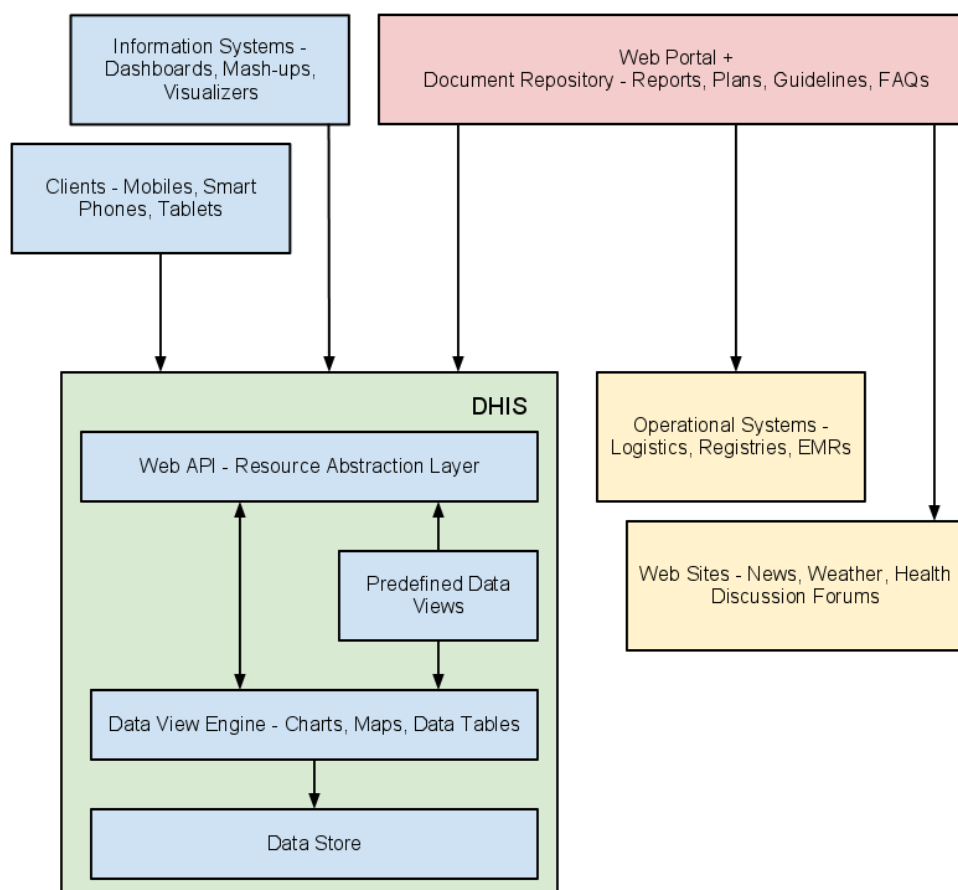 Information Systems -
Dashboards, Mash-ups,
Visualizers
Web Portal +
Document Repository - Reports, Plans, Guidelines, FAQs
Clients - Mobiles, Smart
Phones, Tablets
DHIS
Web API - Resource Abstraction Layer
Operational Systems -
Logistics, Registries, EMRs
Predefined Data
Views
Web Sites - News, Weather, Health
Discussion Forums
Data View Engine - Charts, Maps, Data Tables
Data Store